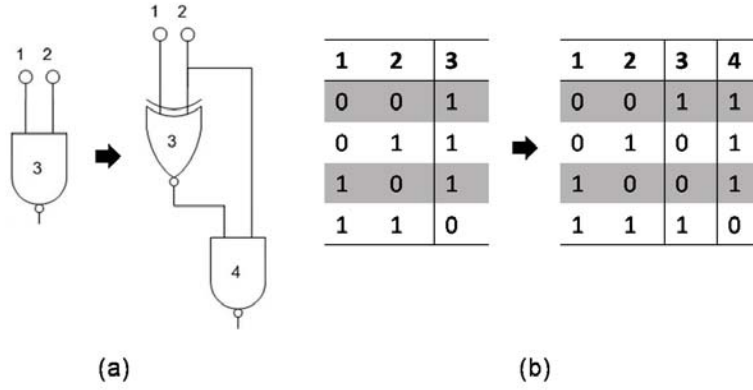 1 2
3
1 2
3
4
1 2 3
0 0 1
0 1 1
1 0 1
1 1 0
1 2 3 4
0 0 1 1
0 1 0 1
1 0 0 1
1 1 1 0
(a)
(b)